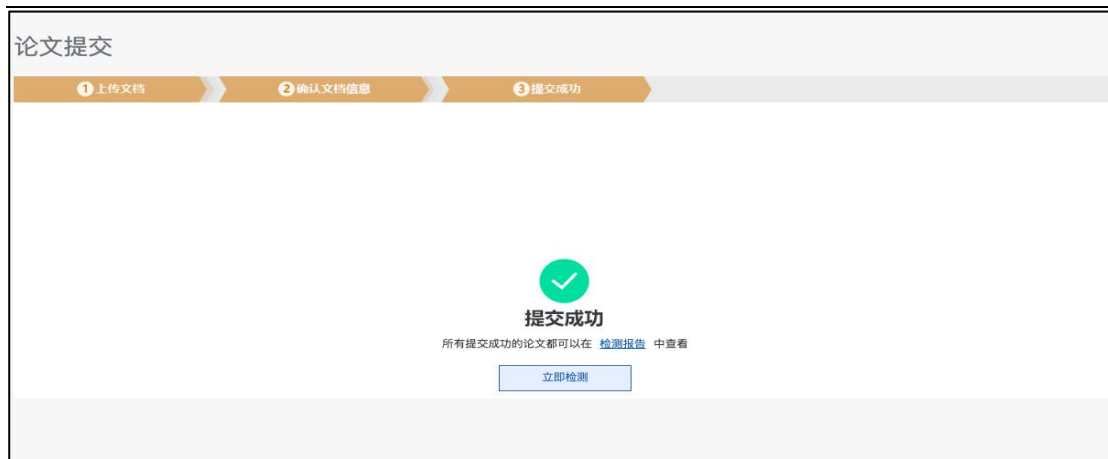 论文提交
1 上传文档 2 确认文档信息 3 提交成功
提交成功
所有提交成功的论文都可以在 检测报告 中查看
立即检测